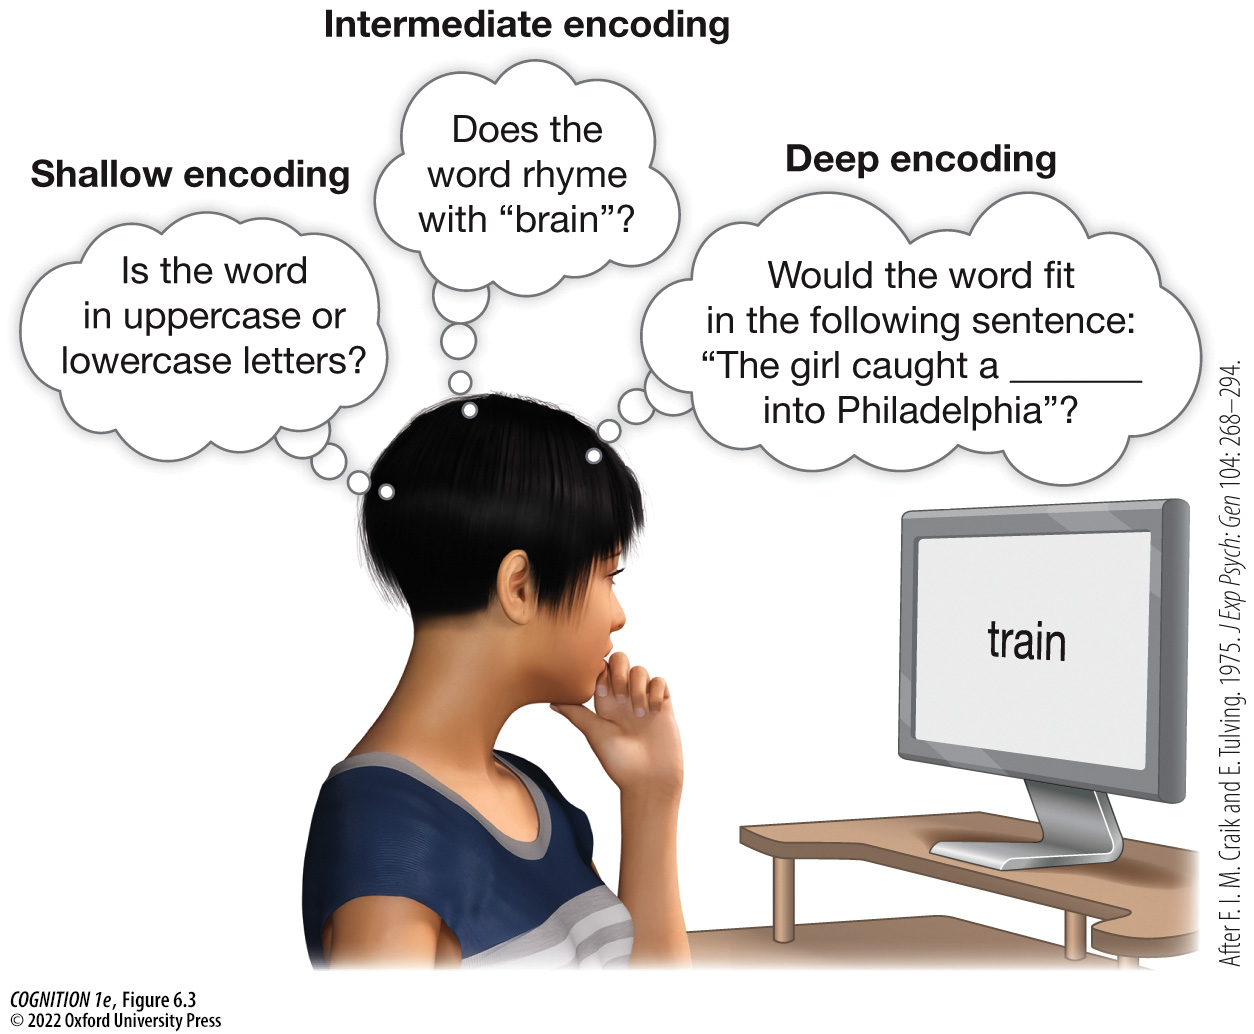 Intermediate encoding
Does the
word rhyme
with “brain”?
Shallow encoding
Is the word
in uppercase or
lowercase letters?
Deep encoding
Would the word fit
in the following sentence:
“The girl caught a _______
into Philadelphia”?
train
After F. I. M. Craik and E. Tulving. 1975. J Exp Psych: Gen 104: 268–294.
COGNITION 1e, Figure 6.3
© 2022 Oxford University Press